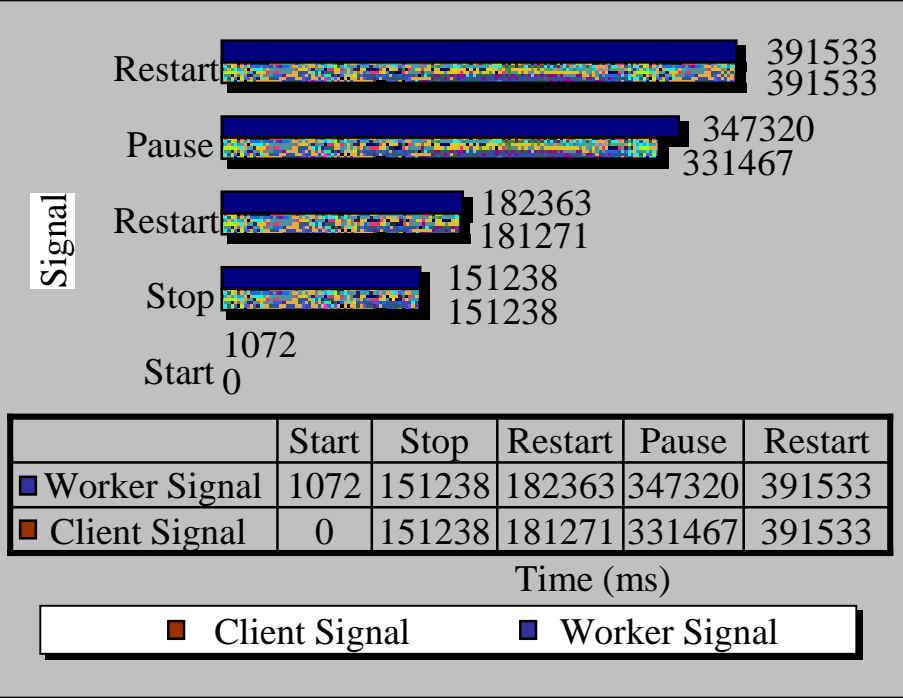 Restart 391533
391533
Pause 347320
331467
Restart 182363
181271
Signal
Stop 151238
151238
1072
Start 0
Start Stop Restart Pause Restart
Worker Signal 1072 151238 182363 347320 391533
Client Signal 0 151238 181271 331467 391533
Time (ms)
Client Signal Worker Signal